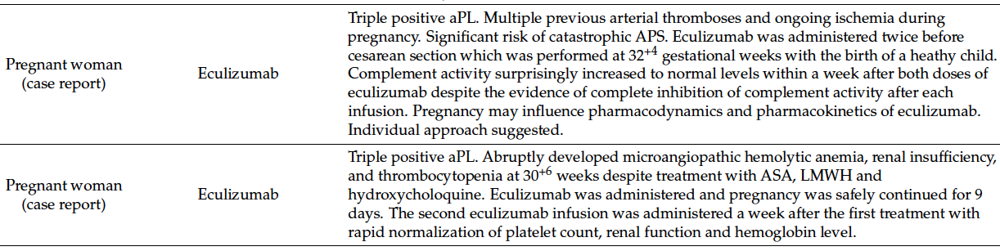 Triple positive aPL. Multiple previous arterial thromboses and ongoing ischemia during
pregnancy. Significant risk of catastrophic APS. Eculizumab was administered twice before
Pregnant woman
(case report)
Eculizumab
cesarean section which was performed at 32+4 gestational weeks with the birth of a heathy child.
Complement activity surprisingly increased to normal levels within a week after both doses of
eculizumab despite the evidence of complete inhibition of complement activity after each
infusion. Pregnancy may influence pharmacodynamics and pharmacokinetics of eculizumab.
Individual approach suggested.
Pregnant woman
(case report)
Eculizumab
Triple positive aPL. Abruptly developed microangiopathic hemolytic anemia, renal insufficiency,
and thrombocytopenia at 30+6 weeks despite treatment with ASA, LMWH and
hydroxycholoquine. Eculizumab was administered and pregnancy was safely continued for 9
days. The second eculizumab infusion was administered a week after the first treatment with
rapid normalization of platelet count, renal function and hemoglobin level.